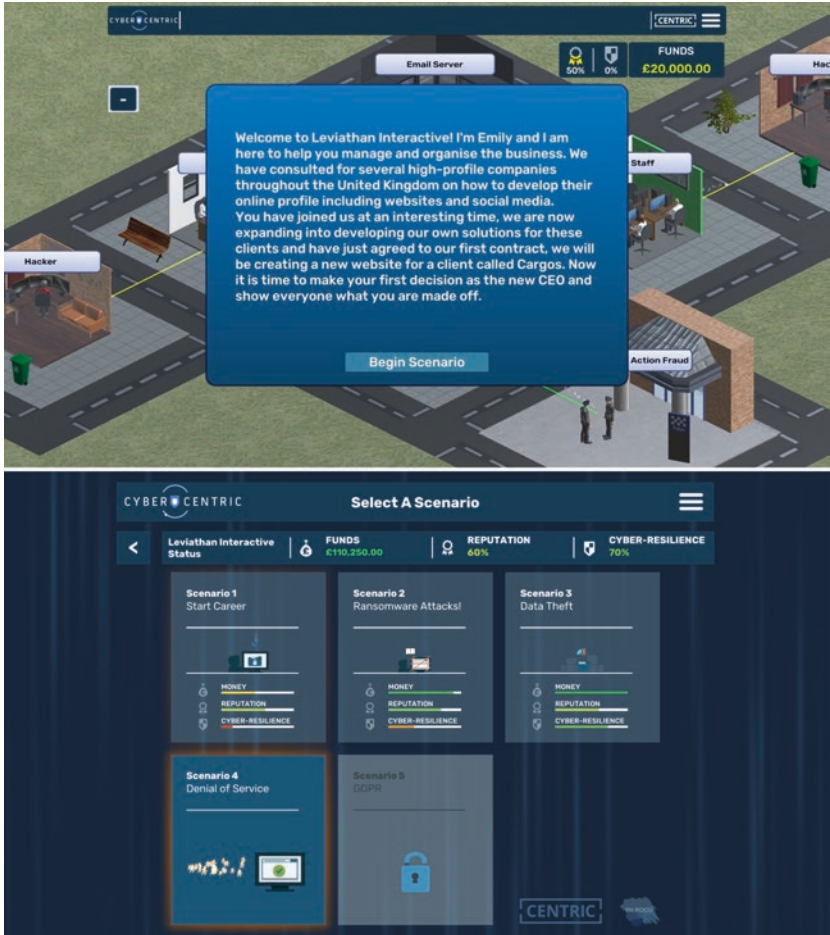 CYBER CENTRIC
CENTRIC
50%
0%
FUNDS
£20,000.00
Email Server
Hac
Staff
Hacker
Action Fraud
-
Welcome to Leviathan Interactive! I'm Emily and I am
here to help you manage and organise the business. We
have consulted for several high-profile companies
throughout the United Kingdom on how to develop their
online profile including websites and social media.
You have joined us at an interesting time, we are now
expanding into developing our own solutions for these
clients and have just agreed to our first contract, we will
be creating a new website for a client called Cargos. Now
it is time to make your first decision as the new CEO and
show everyone what you are made off.
Begin Scenario
CYBER CENTRIC
Select A Scenario
<
Leviathan Interactive
Status
FUNDS
£110,250.00
REPUTATION
60%
CYBER-RESILIENCE
70%
Scenario 1
Start Career
MONEY
REPUTATION
CYBER-RESILIENCE
Scenario 2
Ransomware Attacks!
MONEY
REPUTATION
CYBER-RESILIENCE
Scenario 3
Data Theft
MONEY
REPUTATION
CYBER-RESILIENCE
Scenario 4
Denial of Service
Scenario 5
GDPR
CENTRIC